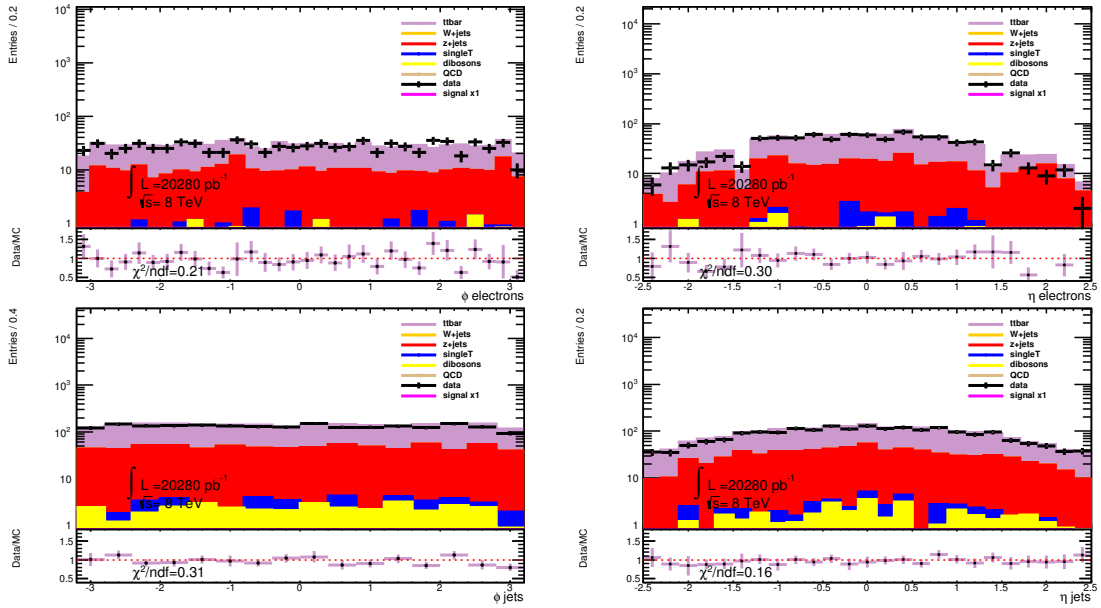 Entries / 0.2
10⁴
10³
10²
10
1
ttbar
W+jets
z+jets
singleT
dibosons
QCD
data
signal x1
∫ L =20280 pb⁻¹
√s= 8 TeV
Data/MC
1.5
1
0.5
χ²/ndf=0.21
-3 -2 -1 0 1 2 3
φ electrons
Entries / 0.2
10⁴
10³
10²
10
1
ttbar
W+jets
z+jets
singleT
dibosons
QCD
data
signal x1
∫ L =20280 pb⁻¹
√s= 8 TeV
Data/MC
1.5
1
0.5
χ²/ndf=0.30
-2.5 -2 -1.5 -1 -0.5 0 0.5 1 1.5 2 2.5
η electrons
Entries / 0.4
10⁴
10³
10²
10
1
ttbar
W+jets
z+jets
singleT
dibosons
QCD
data
signal x1
∫ L =20280 pb⁻¹
√s= 8 TeV
Data/MC
1.5
1
0.5
χ²/ndf=0.31
-3 -2 -1 0 1 2 3
φ jets
Entries / 0.2
10⁴
10³
10²
10
1
ttbar
W+jets
z+jets
singleT
dibosons
QCD
data
signal x1
∫ L =20280 pb⁻¹
√s= 8 TeV
Data/MC
1.5
1
0.5
χ²/ndf=0.16
-2.5 -2 -1.5 -1 -0.5 0 0.5 1 1.5 2 2.5
η jets